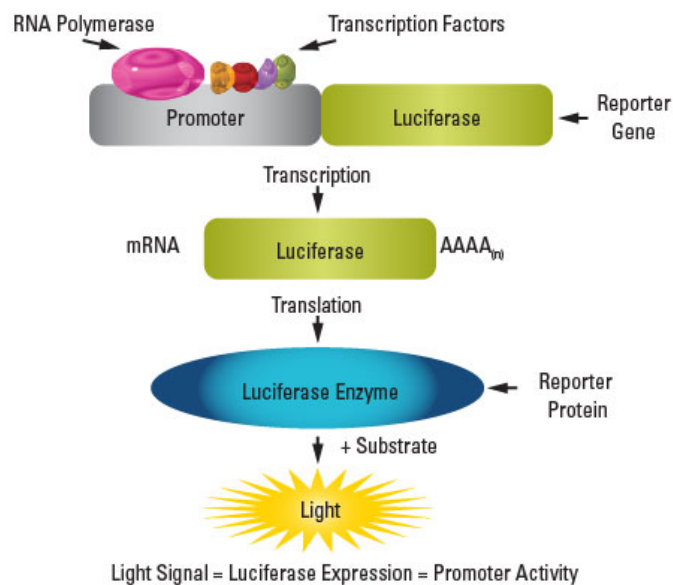 RNA Polymerase
Transcription Factors
Promoter
Luciferase
Reporter
Gene
Transcription
mRNA
Luciferase
AAAA(n)
Translation
Luciferase Enzyme
Reporter
Protein
+ Substrate
Light
Light Signal = Luciferase Expression = Promoter Activity